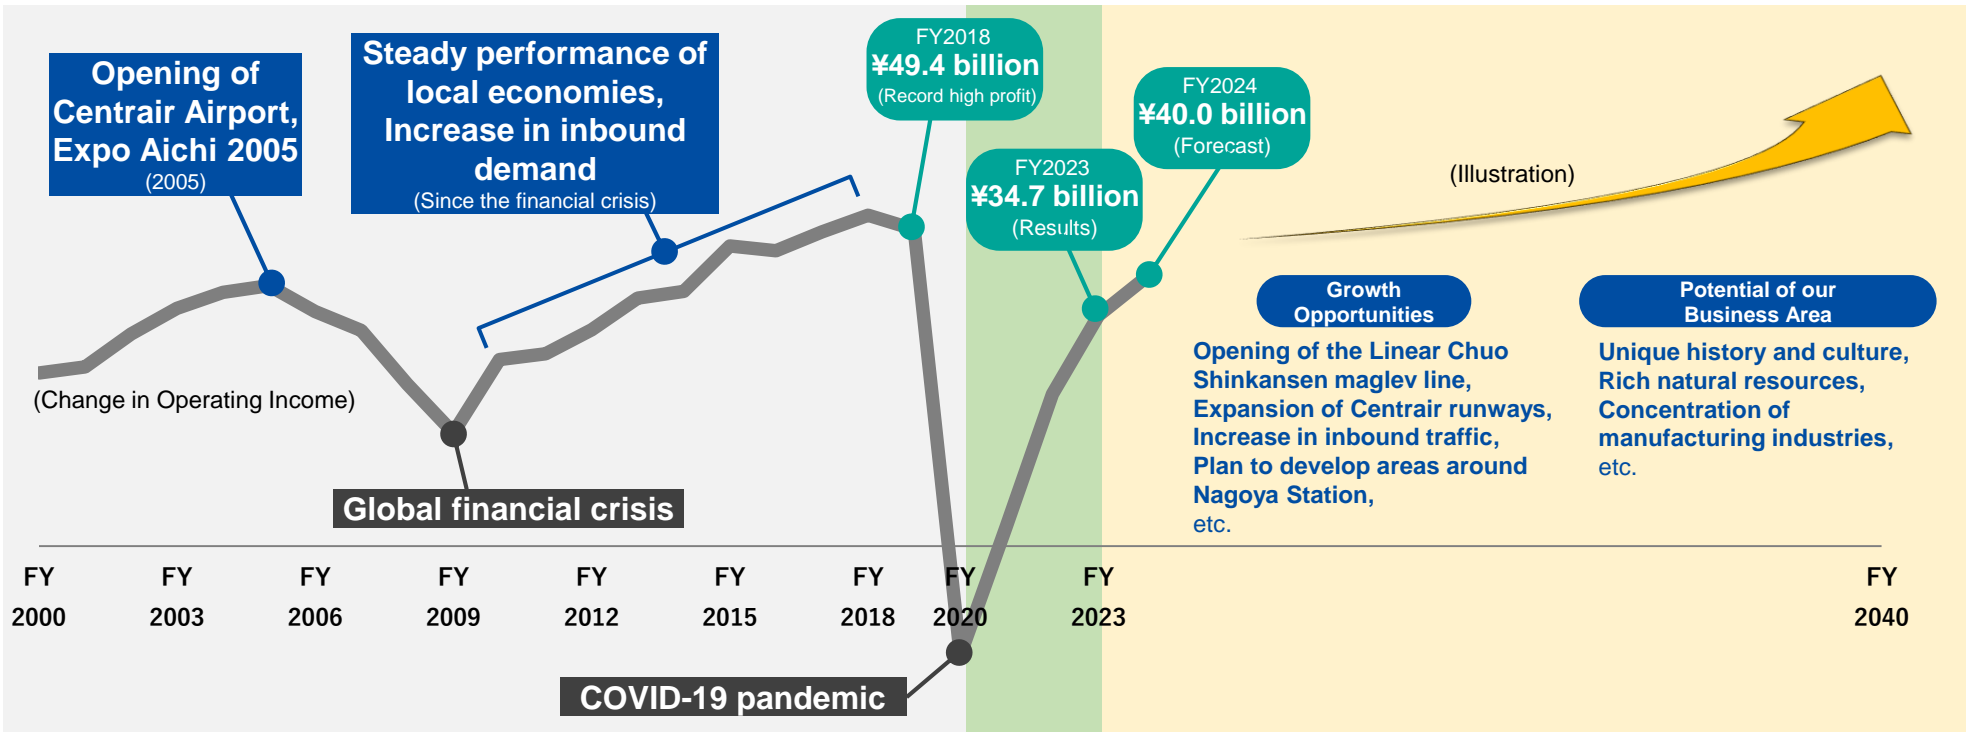 Opening of
Centrair Airport,
Expo Aichi 2005
(2005)
Steady performance of
local economies,
Increase in inbound
demand
(Since the financial crisis)
FY2018
¥49.4 billion
(Record high profit)
FY2024
¥40.0 billion
(Forecast)
FY2023
¥34.7 billion
(Results)
(Illustration)
(Change in Operating Income)
Global financial crisis
Growth
Opportunities
Opening of the Linear Chuo
Shinkansen maglev line,
Expansion of Centrair runways,
Increase in inbound traffic,
Plan to develop areas around
Nagoya Station,
etc.
Potential of our
Business Area
Unique history and culture,
Rich natural resources,
Concentration of
manufacturing industries,
etc.
FY
2000
FY
2003
FY
2006
FY
2009
FY
2012
FY
2015
FY
2018
FY
2020
FY
2023
FY
2040
COVID-19 pandemic